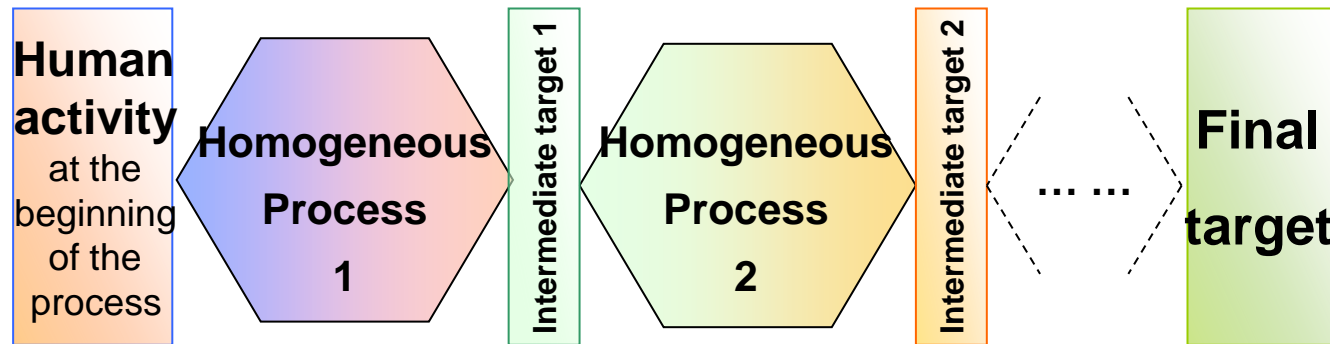 Human
activity
at the
beginning
of the
process
Homogeneous
Process
1
Intermediate target 1
Homogeneous
Process
2
Intermediate target 2
... ...
Final
target